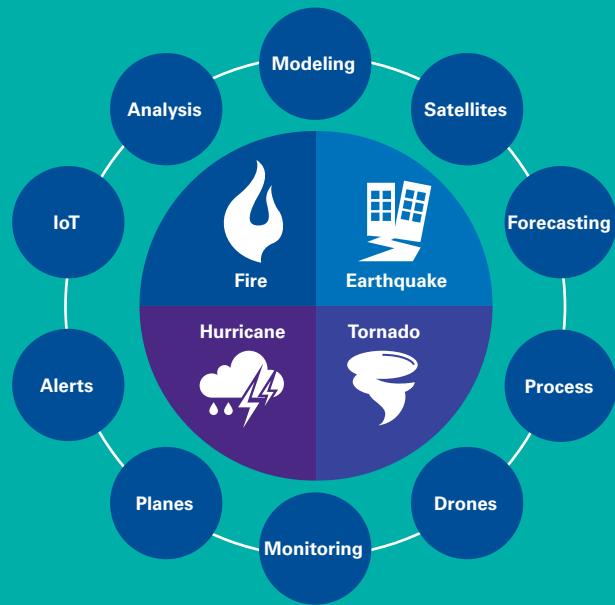 Modeling
Satellites
Forecasting
Process
Drones
Monitoring
Planes
Alerts
IoT
Analysis
Fire
Earthquake
Hurricane
Tornado